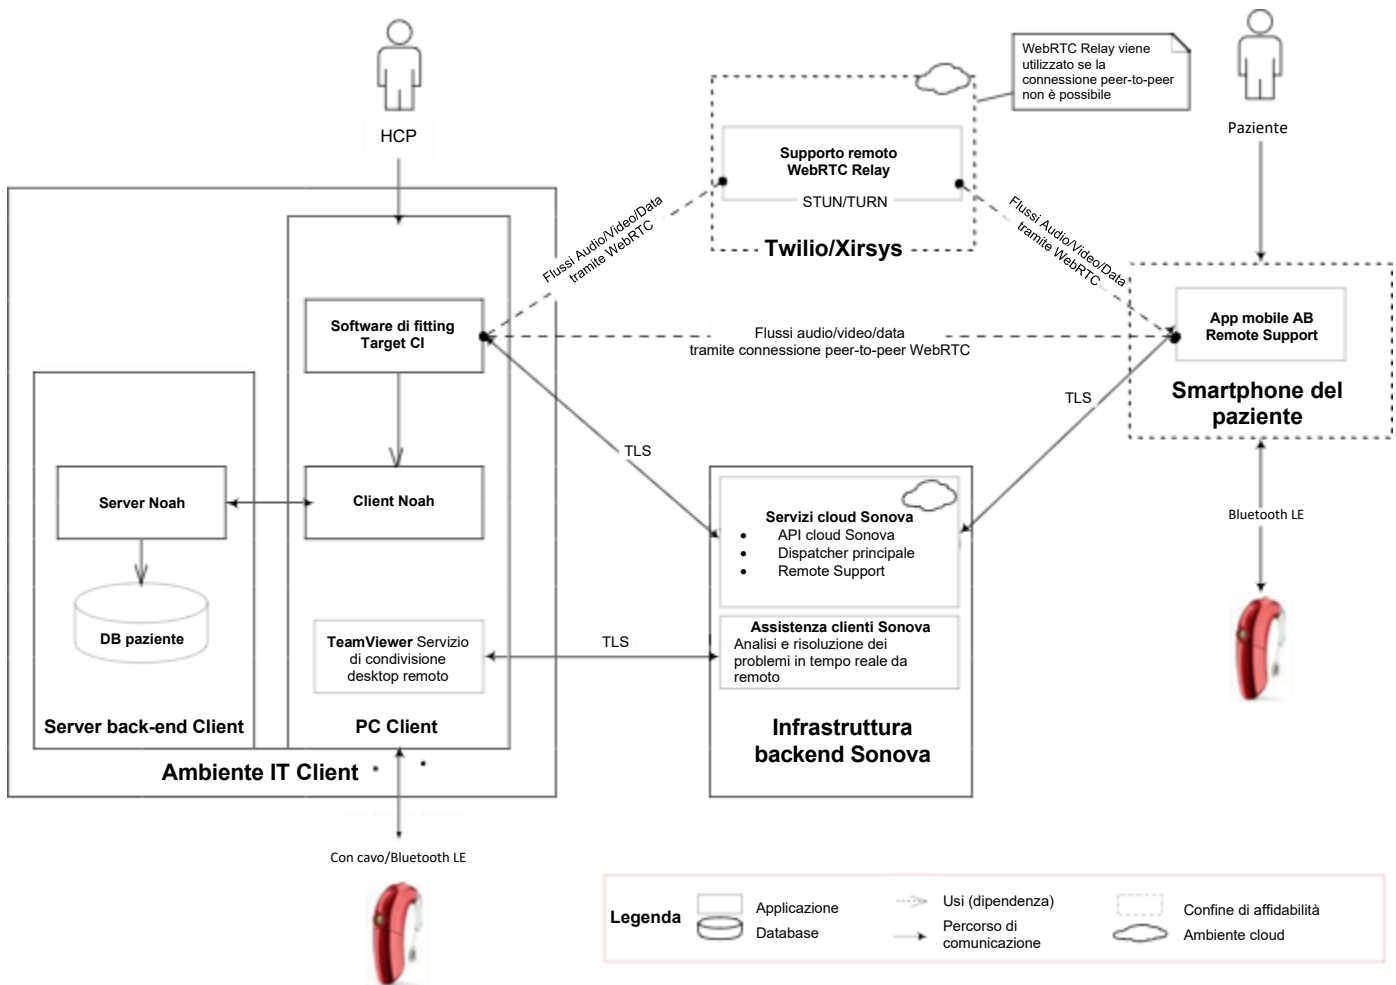 WebRTC Relay viene
utilizzato se la
connessione peer-to-peer
non è possibile
HCP
Paziente
Supporto remoto
WebRTC Relay
STUN/TURN
Twilio/Xirsys
Flussi Audio/Video/Data
tramite WebRTC
Flussi Audio/Video/Data
tramite WebRTC
Software di fitting
Target CI
Flussi audio/video/data
tramite connessione peer-to-peer WebRTC
App mobile AB
Remote Support
Smartphone del
paziente
TLS
TLS
Server Noah
Client Noah
Servizi cloud Sonova
• API cloud Sonova
• Dispatcher principale
• Remote Support
Bluetooth LE
DB paziente
TeamViewer Servizio
di condivisione
desktop remoto
TLS
Assistenza clienti Sonova
Analisi e risoluzione dei
problemi in tempo reale da
remoto
Server back-end Client
PC Client
Infrastruttura
backend Sonova
Ambiente IT Client
Con cavo/Bluetooth LE
Legenda
Applicazione
Database
Usi (dipendenza)
Percorso di
comunicazione
Confine di affidabilità
Ambiente cloud